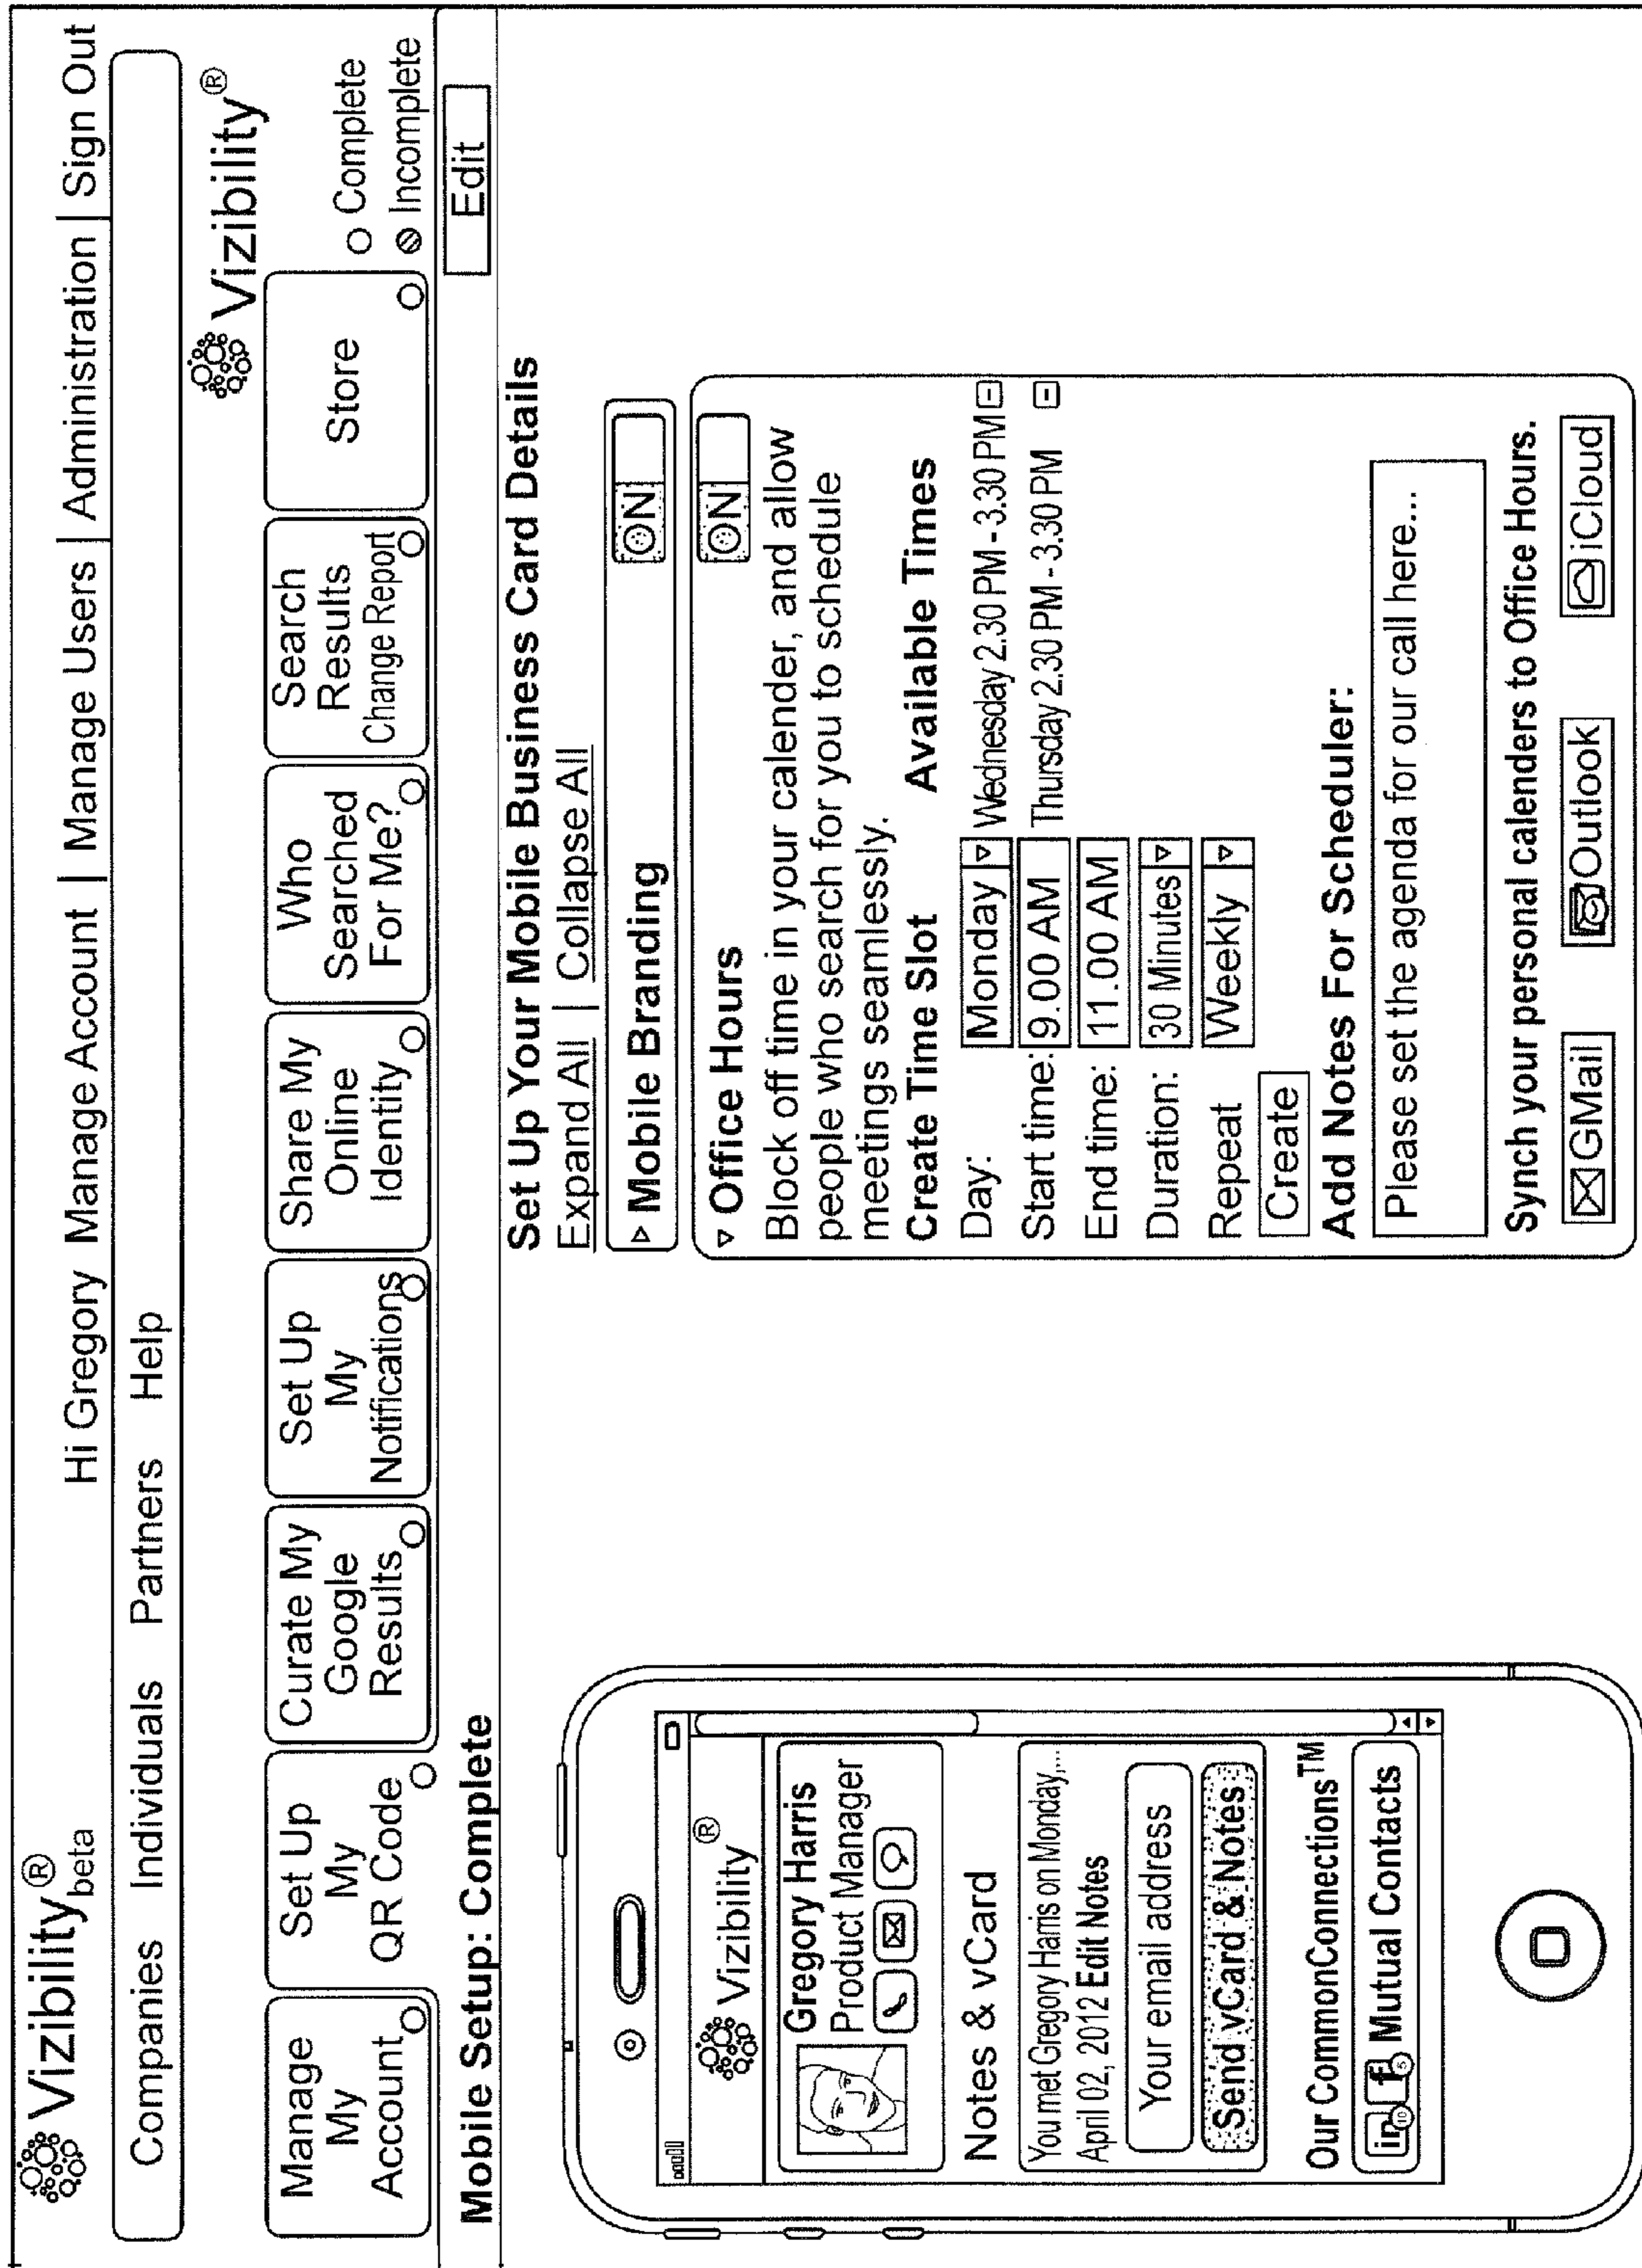 Vizibility®
beta
Hi Gregory Manage Account | Manage Users | Administration | Sign Out
Companies Individuals Partners Help
Vizibility®
Manage
My
Account
Set Up
My
QR Code
Curate My
Google
Results
Set Up
My
Notifications
Share My
Online
Identity
Who
Searched
For Me?
Search
Results
Change Report
Store
Complete
Incomplete
Mobile Setup: Complete
Edit
Vizibility®
Gregory Harris
Product Manager
Notes & vCard
You met Gregory Harris on Monday,...
April 02, 2012 Edit Notes
Your email address
Send vCard & Notes
Our CommonConnections™
in 10 f 5 Mutual Contacts
Set Up Your Mobile Business Card Details
Expand All | Collapse All
Mobile Branding ON
Office Hours ON
Block off time in your calender, and allow
people who search for you to schedule
meetings seamlessly.
Create Time Slot Available Times
Day: Monday Wednesday 2.30 PM - 3.30 PM
Start time: 9.00 AM Thursday 2.30 PM - 3.30 PM
End time: 11.00 AM
Duration: 30 Minutes
Repeat Weekly
Create
Add Notes For Scheduler:
Please set the agenda for our call here...
Synch your personal calenders to Office Hours.
GMail Outlook iCloud